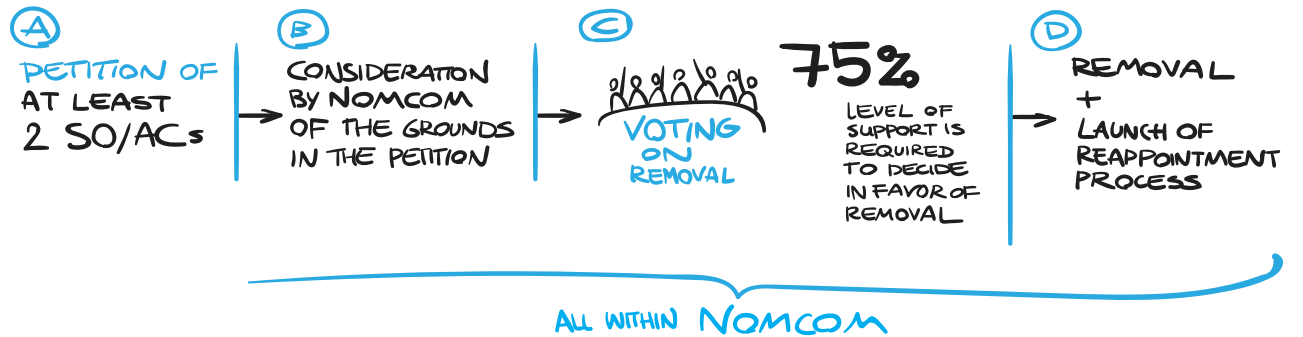 A
PETITION OF
AT LEAST
2 SO/ACs
B
CONSIDERATION
BY NOMCOM
OF THE GROUNDS
IN THE PETITION
C
VOTING
ON
REMOVAL
75%
LEVEL OF
SUPPORT IS
REQUIRED
TO DECIDE
IN FAVOR OF
REMOVAL
D
REMOVAL
+
LAUNCH OF
REAPPOINTMENT
PROCESS
ALL WITHIN NOMCOM